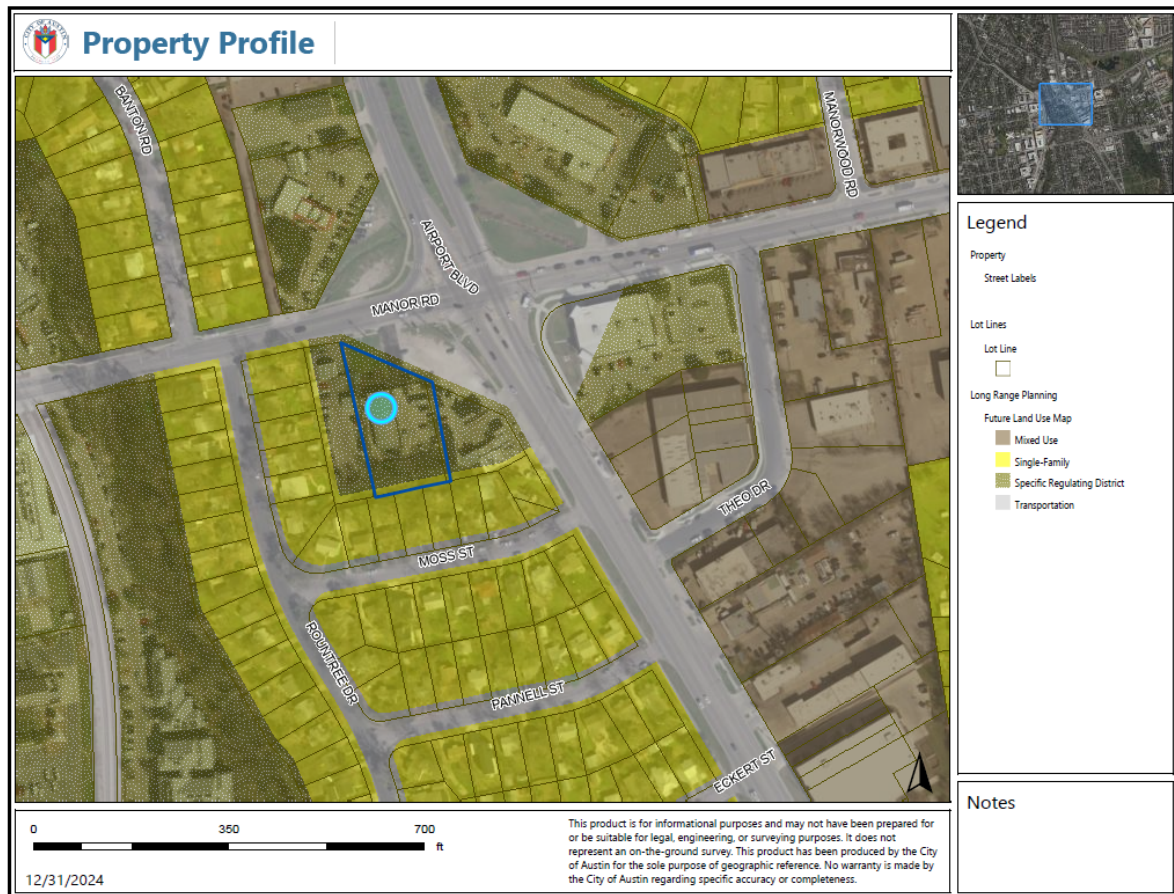 CITY OF AUSTIN
Property Profile
BANTON RD
MANORWOOD RD
AIRPORT BLVD
MANOR RD
THEO DR
MOSS ST
ROUNTREE DR
PANNELL ST
ECKERT ST
Legend
Property
Street Labels
Lot Lines
Lot Line
Long Range Planning
Future Land Use Map
Mixed Use
Single-Family
Specific Regulating District
Transportation
Notes
0 350 700
ft
12/31/2024
This product is for informational purposes and may not have been prepared for
or be suitable for legal, engineering, or surveying purposes. It does not
represent an on-the-ground survey. This product has been produced by the City
of Austin for the sole purpose of geographic reference. No warranty is made by
the City of Austin regarding specific accuracy or completeness.